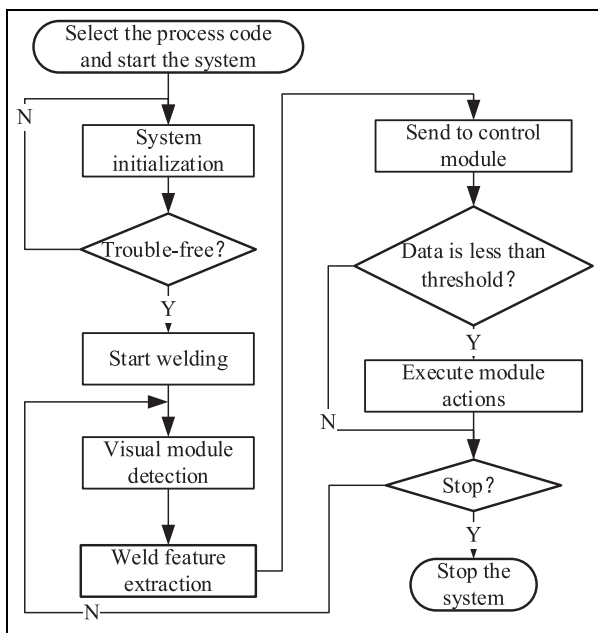 Select the process code
and start the system
N
System
initialization
Trouble-free?
Y
Start welding
Visual module
detection
Weld feature
extraction
N
Send to control
module
Data is less than
threshold?
Y
Execute module
actions
N
Stop?
Y
Stop the
system